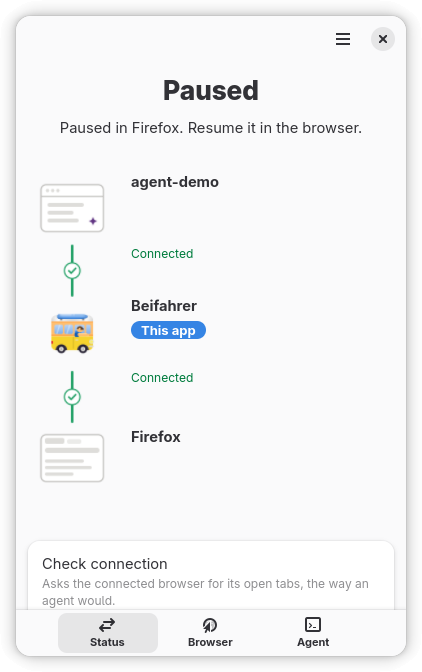 Paused
Paused in Firefox. Resume it in the browser.
agent-demo
Connected
Beifahrer
This app
Connected
Firefox
Check connection
Asks the connected browser for its open tabs, the way an
agent would.
Status
Browser
Agent